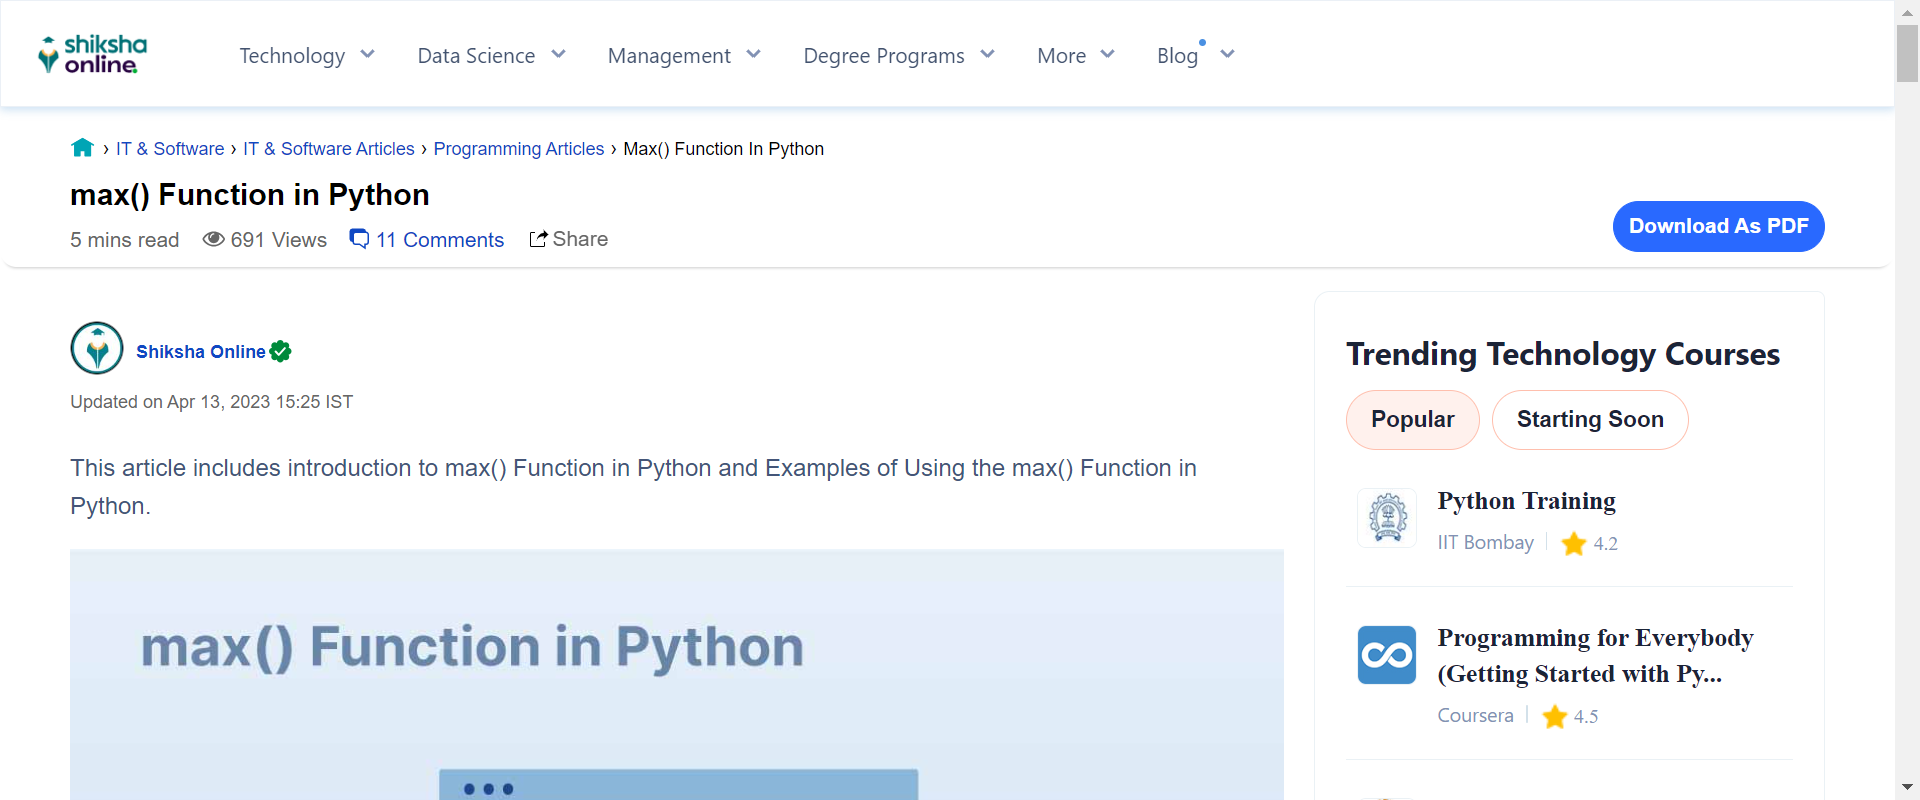 shiksha
online.
Technology
Data Science
Management
Degree Programs
More
Blog
› IT & Software › IT & Software Articles › Programming Articles › Max() Function In Python
max() Function in Python
5 mins read
691 Views
11 Comments
Share
Download As PDF
Shiksha Online
Updated on Apr 13, 2023 15:25 IST
This article includes introduction to max() Function in Python and Examples of Using the max() Function in
Python.
max() Function in Python
Trending Technology Courses
Popular
Starting Soon
Python Training
IIT Bombay
4.2
Programming for Everybody
(Getting Started with Py...
Coursera
4.5